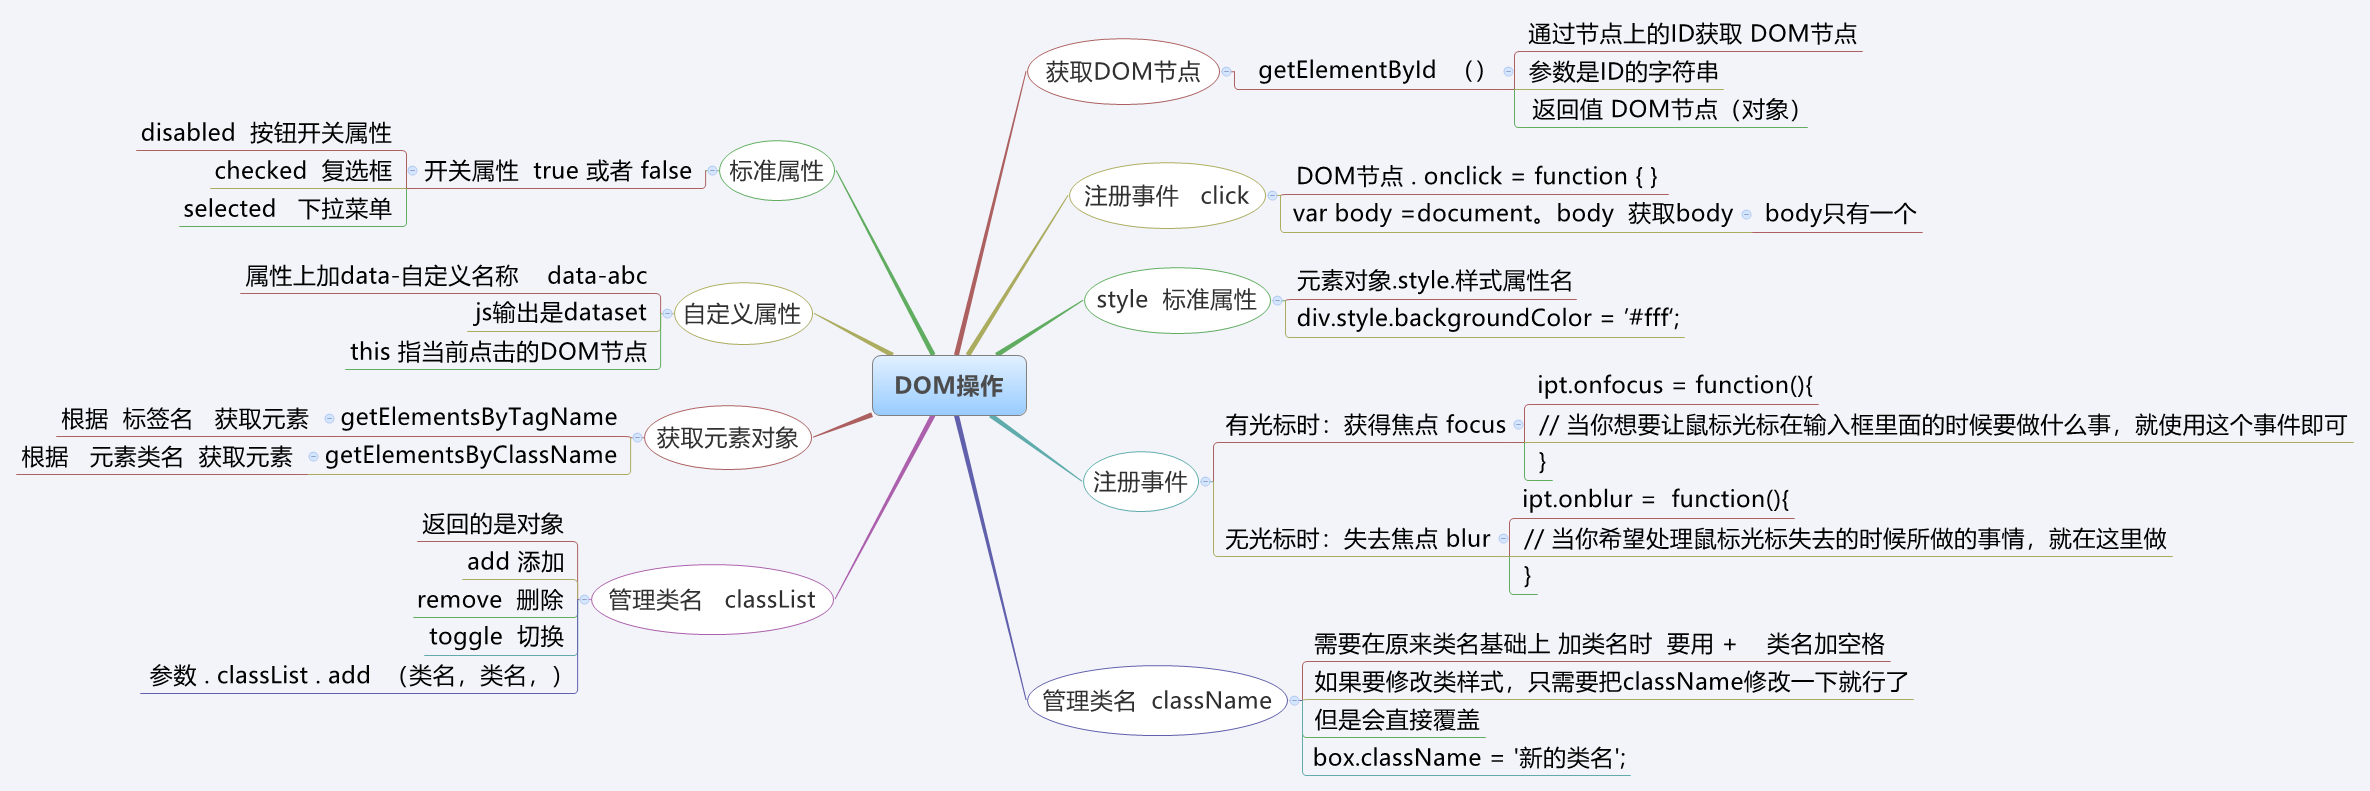 DOM操作
获取DOM节点
getElementById （）
通过节点上的ID获取 DOM节点
参数是ID的字符串
返回值 DOM节点（对象）
注册事件 click
DOM节点 . onclick = function { }
var body =document。body 获取body
body只有一个
style 标准属性
元素对象.style.样式属性名
div.style.backgroundColor = '#fff';
注册事件
有光标时：获得焦点 focus
ipt.onfocus = function(){
// 当你想要让鼠标光标在输入框里面的时候要做什么事，就使用这个事件即可
}
无光标时：失去焦点 blur
ipt.onblur = function(){
// 当你希望处理鼠标光标失去的时候所做的事情，就在这里做
}
管理类名 className
需要在原来类名基础上 加类名时 要用 + 类名加空格
如果要修改类样式，只需要把className修改一下就行了
但是会直接覆盖
box.className = '新的类名';
标准属性
开关属性 true 或者 false
disabled 按钮开关属性
checked 复选框
selected 下拉菜单
自定义属性
属性上加data-自定义名称 data-abc
js输出是dataset
this 指当前点击的DOM节点
获取元素对象
getElementsByTagName
根据 标签名 获取元素
getElementsByClassName
根据 元素类名 获取元素
管理类名 classList
返回的是对象
add 添加
remove 删除
toggle 切换
参数 . classList . add （类名，类名，）